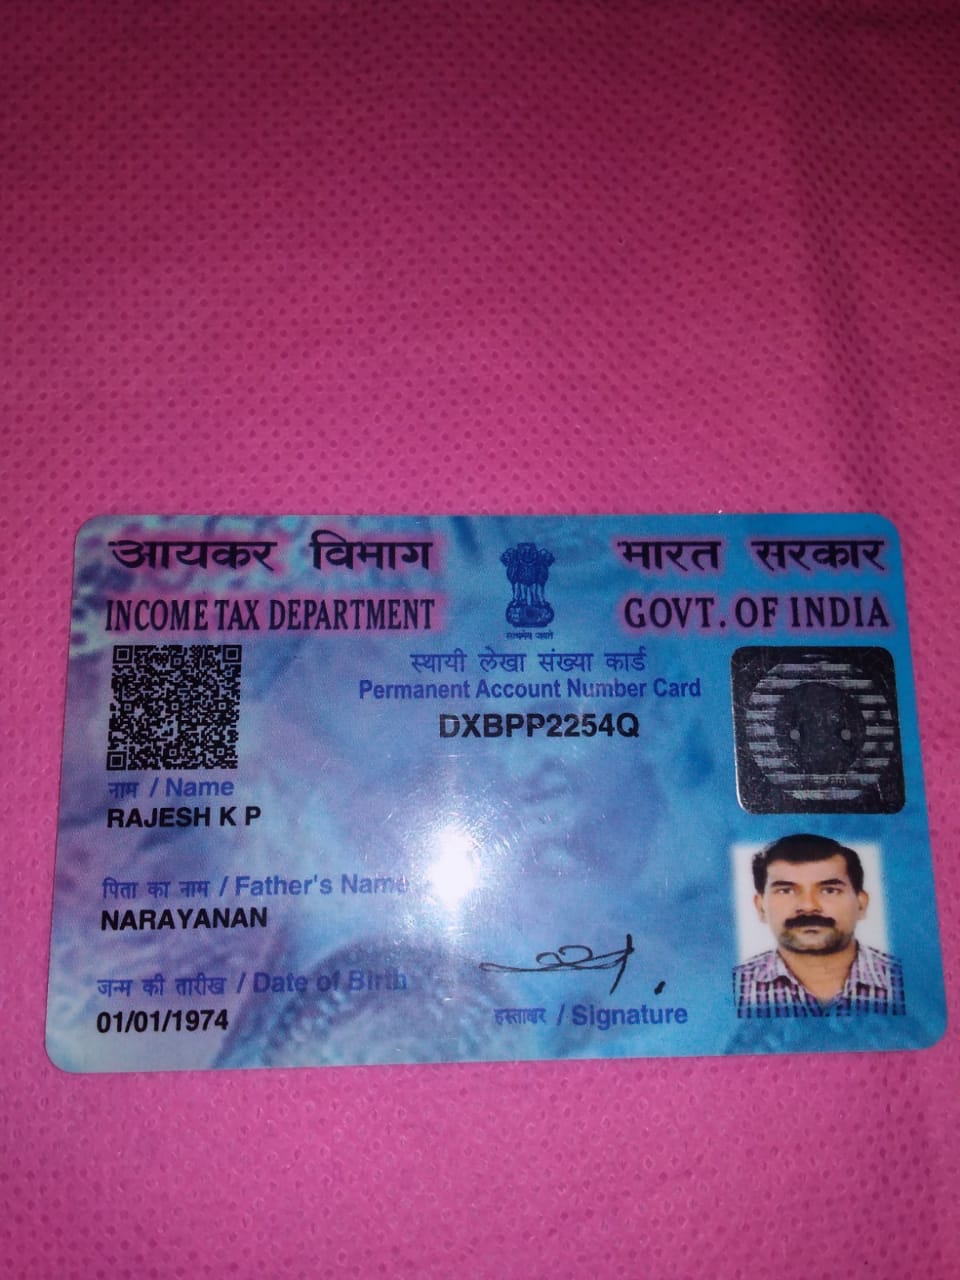 आयकर विभाग
भारत सरकार
INCOME TAX DEPARTMENT
GOVT. OF INDIA
सत्यमेव जयते
स्थायी लेखा संख्या कार्ड
Permanent Account Number Card
DXBPP2254Q
नाम / Name
RAJESH K P
पिता का नाम / Father's Name
NARAYANAN
जन्म की तारीख / Date of Birth
01/01/1974
हस्ताक्षर / Signature